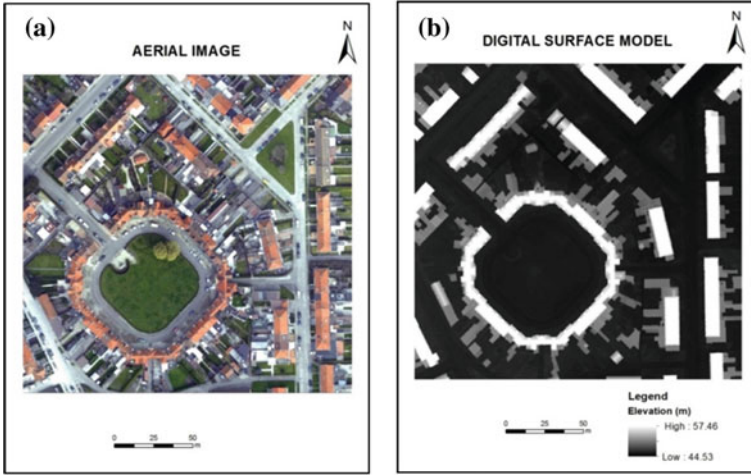 (a)
N
AERIAL IMAGE
0 25 50
m
(b)
N
DIGITAL SURFACE MODEL
Legend
Elevation (m)
High : 57.46
Low : 44.53
0 25 50
m